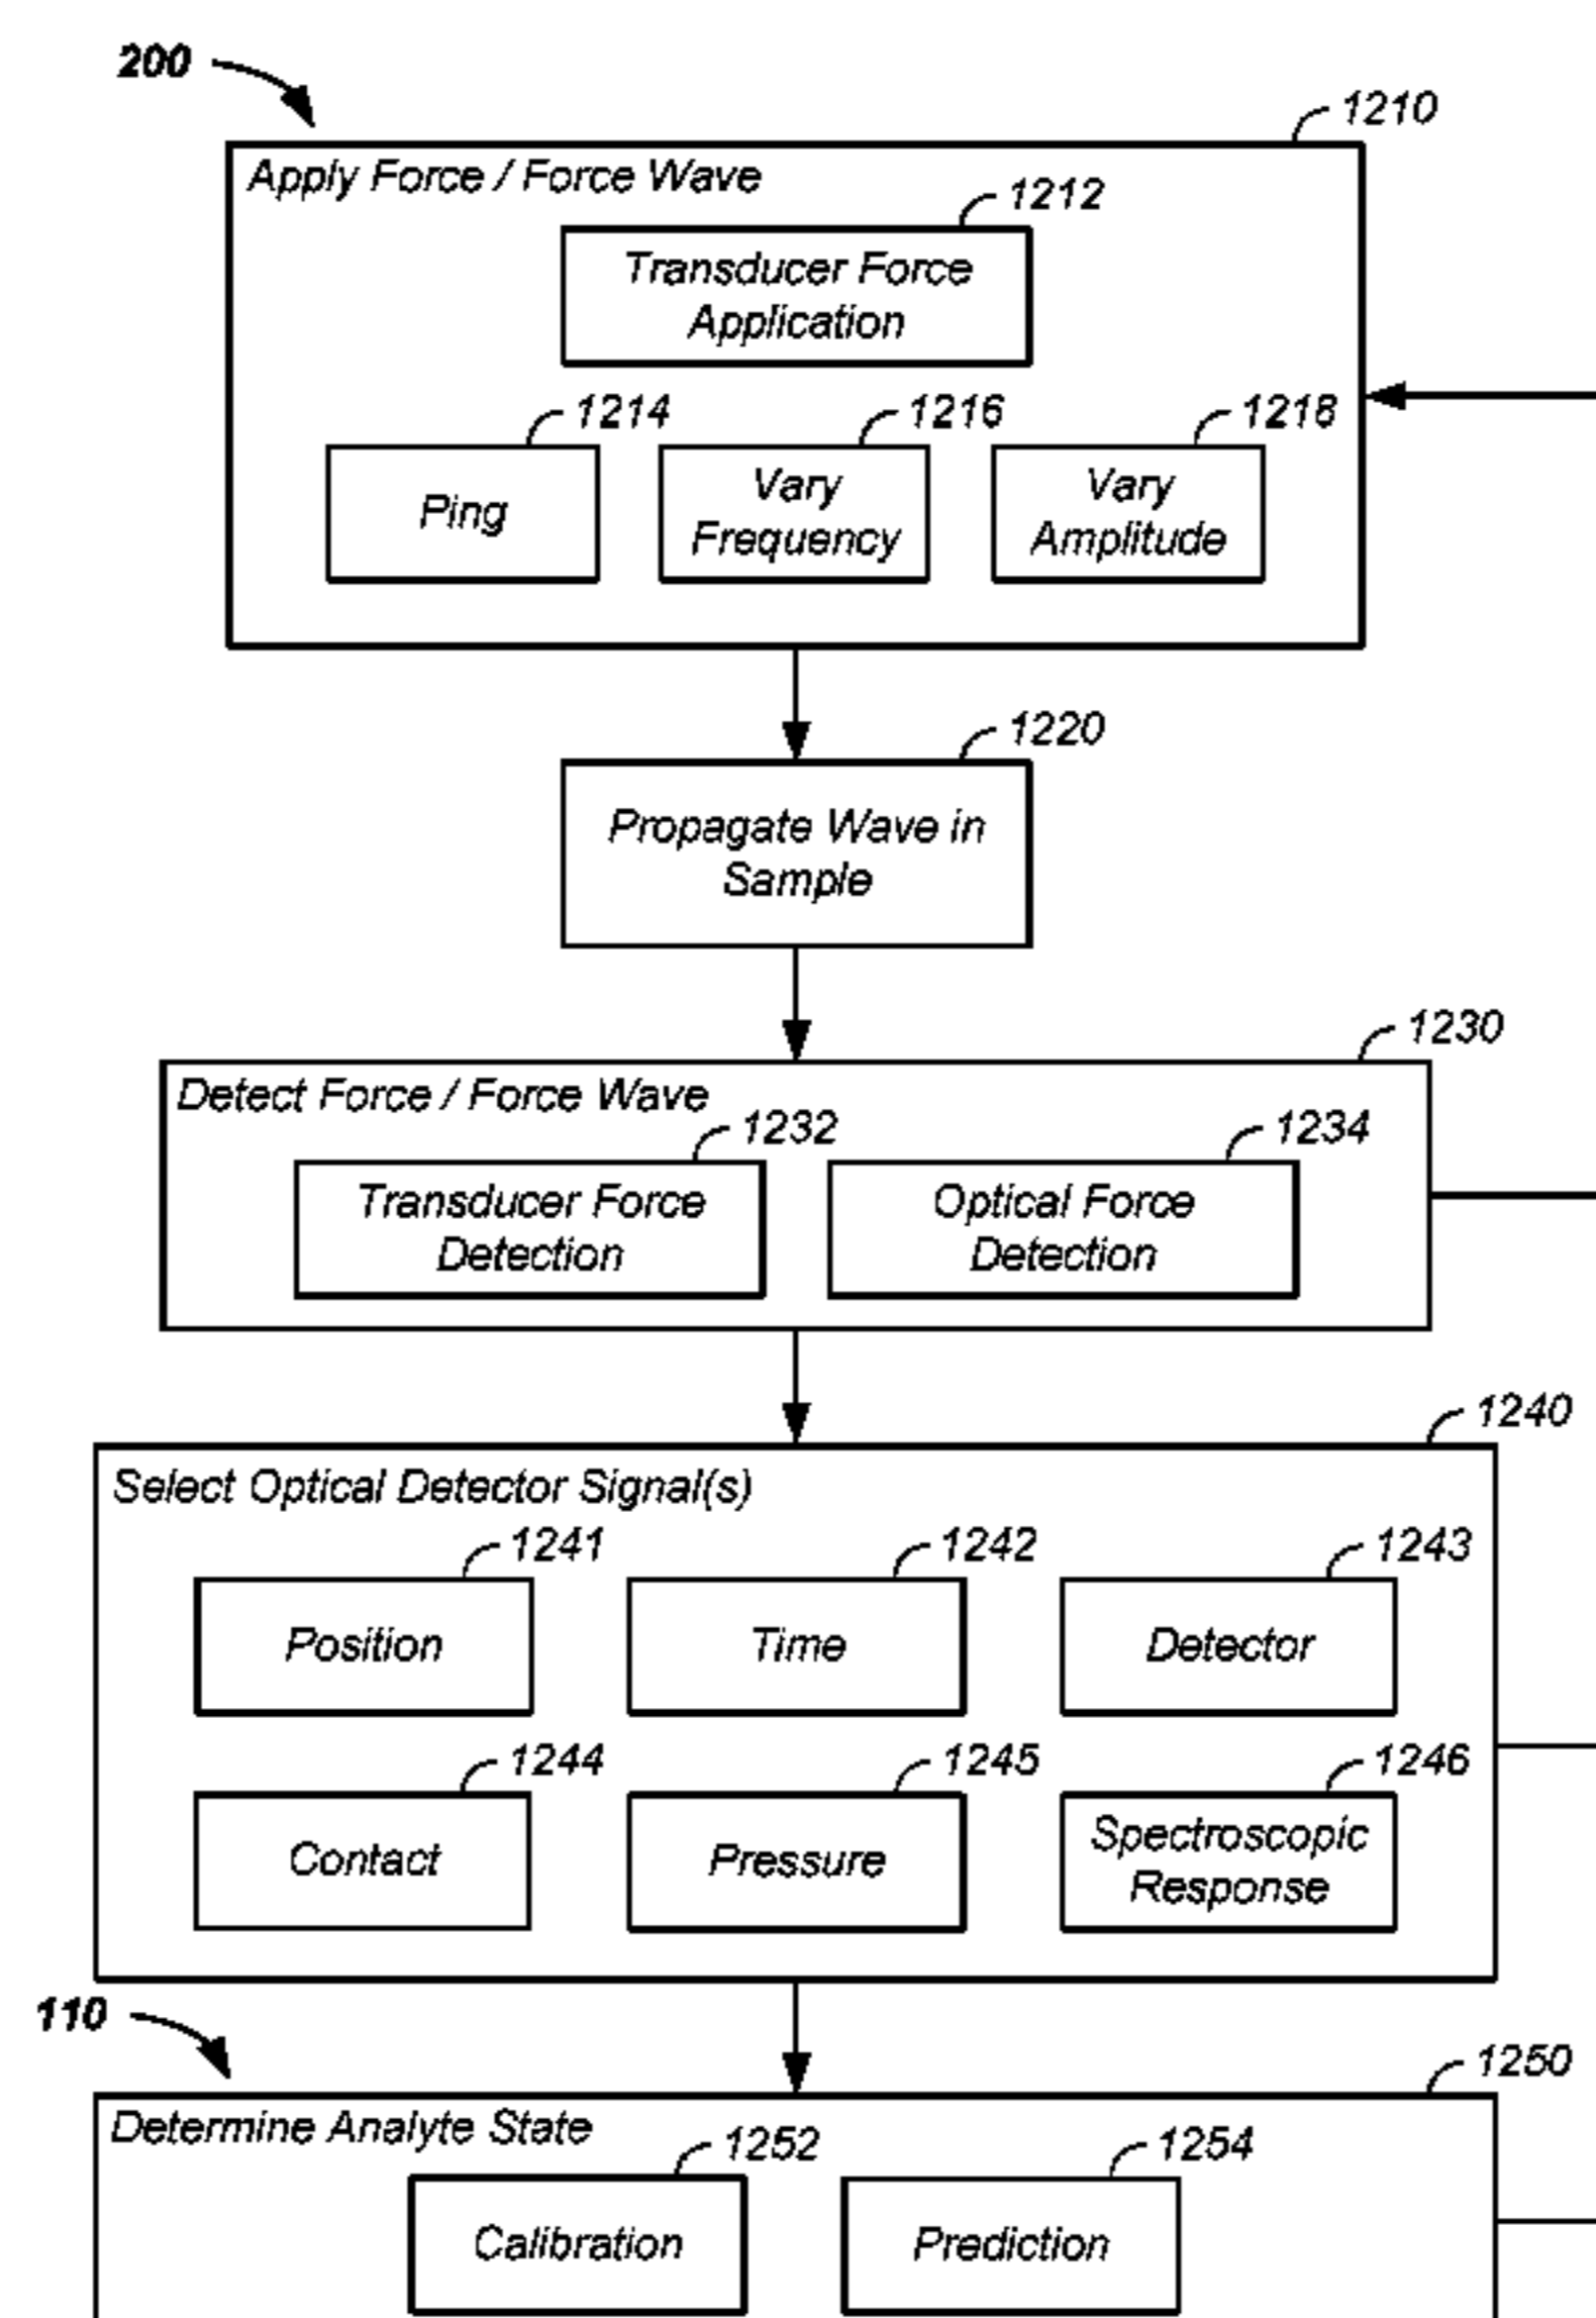 200
1210
Apply Force / Force Wave
1212
Transducer Force
Application
1214
1216
1218
Ping
Vary
Frequency
Vary
Amplitude
1220
Propagate Wave in
Sample
1230
Detect Force / Force Wave
1232
1234
Transducer Force
Detection
Optical Force
Detection
1240
Select Optical Detector Signal(s)
1241
1242
1243
Position
Time
Detector
1244
1245
1246
Contact
Pressure
Spectroscopic
Response
110
1250
Determine Analyte State
1252
1254
Calibration
Prediction